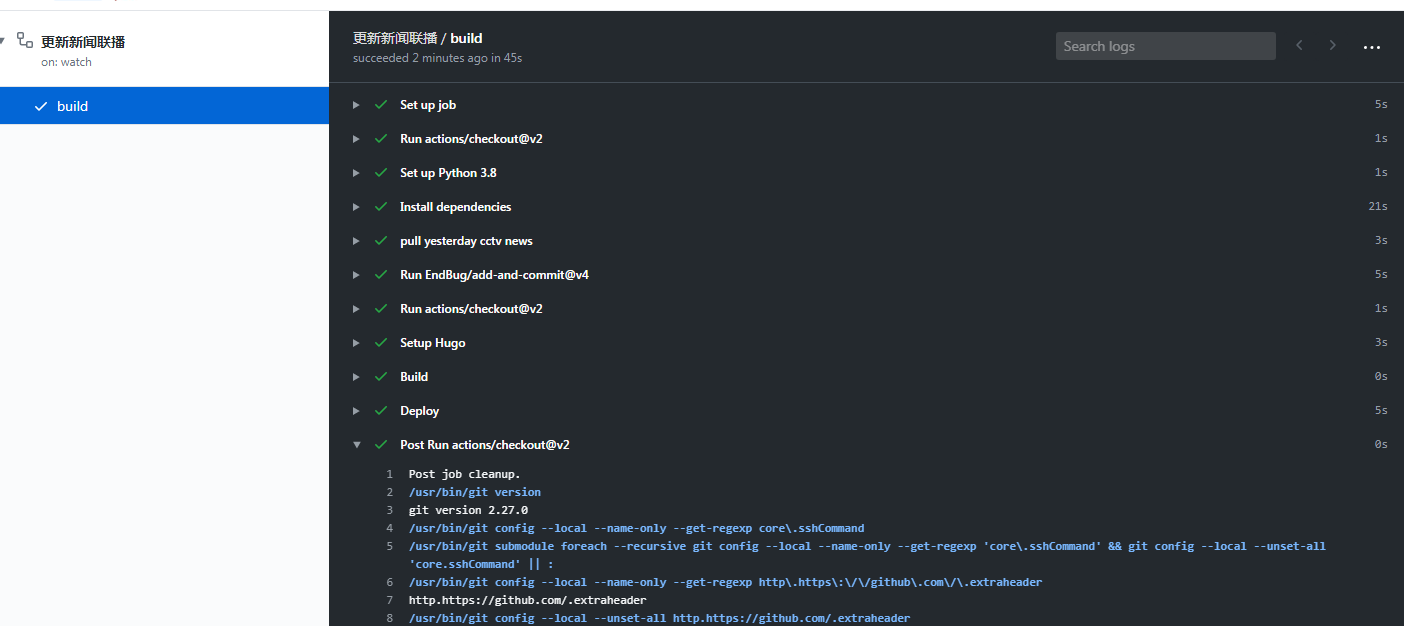 更新新闻联播
on: watch
build
更新新闻联播 / build
succeeded 2 minutes ago in 45s
Search logs
Set up job 5s
Run actions/checkout@v2 1s
Set up Python 3.8 1s
Install dependencies 21s
pull yesterday cctv news 3s
Run EndBug/add-and-commit@v4 5s
Run actions/checkout@v2 1s
Setup Hugo 3s
Build 0s
Deploy 5s
Post Run actions/checkout@v2 0s
1 Post job cleanup.
2 /usr/bin/git version
3 git version 2.27.0
4 /usr/bin/git config --local --name-only --get-regexp core\.sshCommand
5 /usr/bin/git submodule foreach --recursive git config --local --name-only --get-regexp 'core\.sshCommand' && git config --local --unset-all
'core.sshCommand' || :
6 /usr/bin/git config --local --name-only --get-regexp http\.https\:\/\/github\.com\/\.extraheader
7 http.https://github.com/.extraheader
8 /usr/bin/git config --local --unset-all http.https://github.com/.extraheader